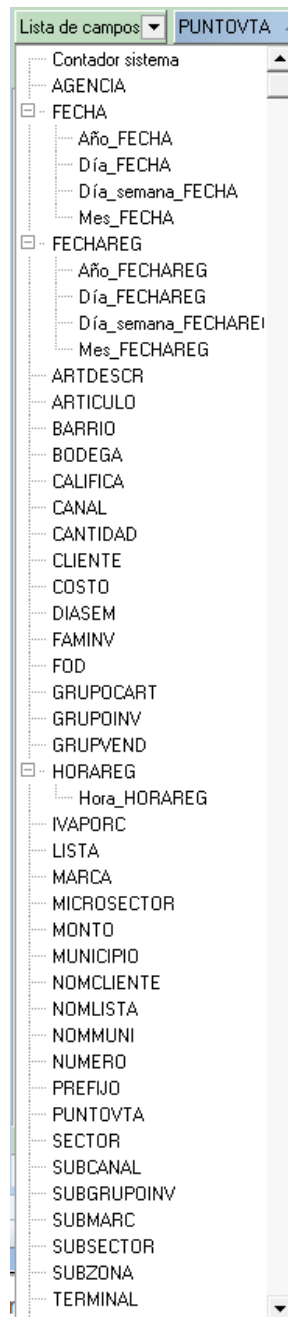 Lista de campos PUNTOVTA
Contador sistema
AGENCIA
FECHA
Año_FECHA
Día_FECHA
Día_semana_FECHA
Mes_FECHA
FECHAREG
Año_FECHAREG
Día_FECHAREG
Día_semana_FECHARE
Mes_FECHAREG
ARTDESCR
ARTICULO
BARRIO
BODEGA
CALIFICA
CANAL
CANTIDAD
CLIENTE
COSTO
DIASEM
FAMINV
FOD
GRUPOCART
GRUPOINV
GRUPVEND
HORAREG
Hora_HORAREG
IVAPORC
LISTA
MARCA
MICROSECTOR
MONTO
MUNICIPIO
NOMCLIENTE
NOMLISTA
NOMMUNI
NUMERO
PREFIJO
PUNTOVTA
SECTOR
SUBCANAL
SUBGRUPOINV
SUBMARC
SUBSECTOR
SUBZONA
TERMINAL